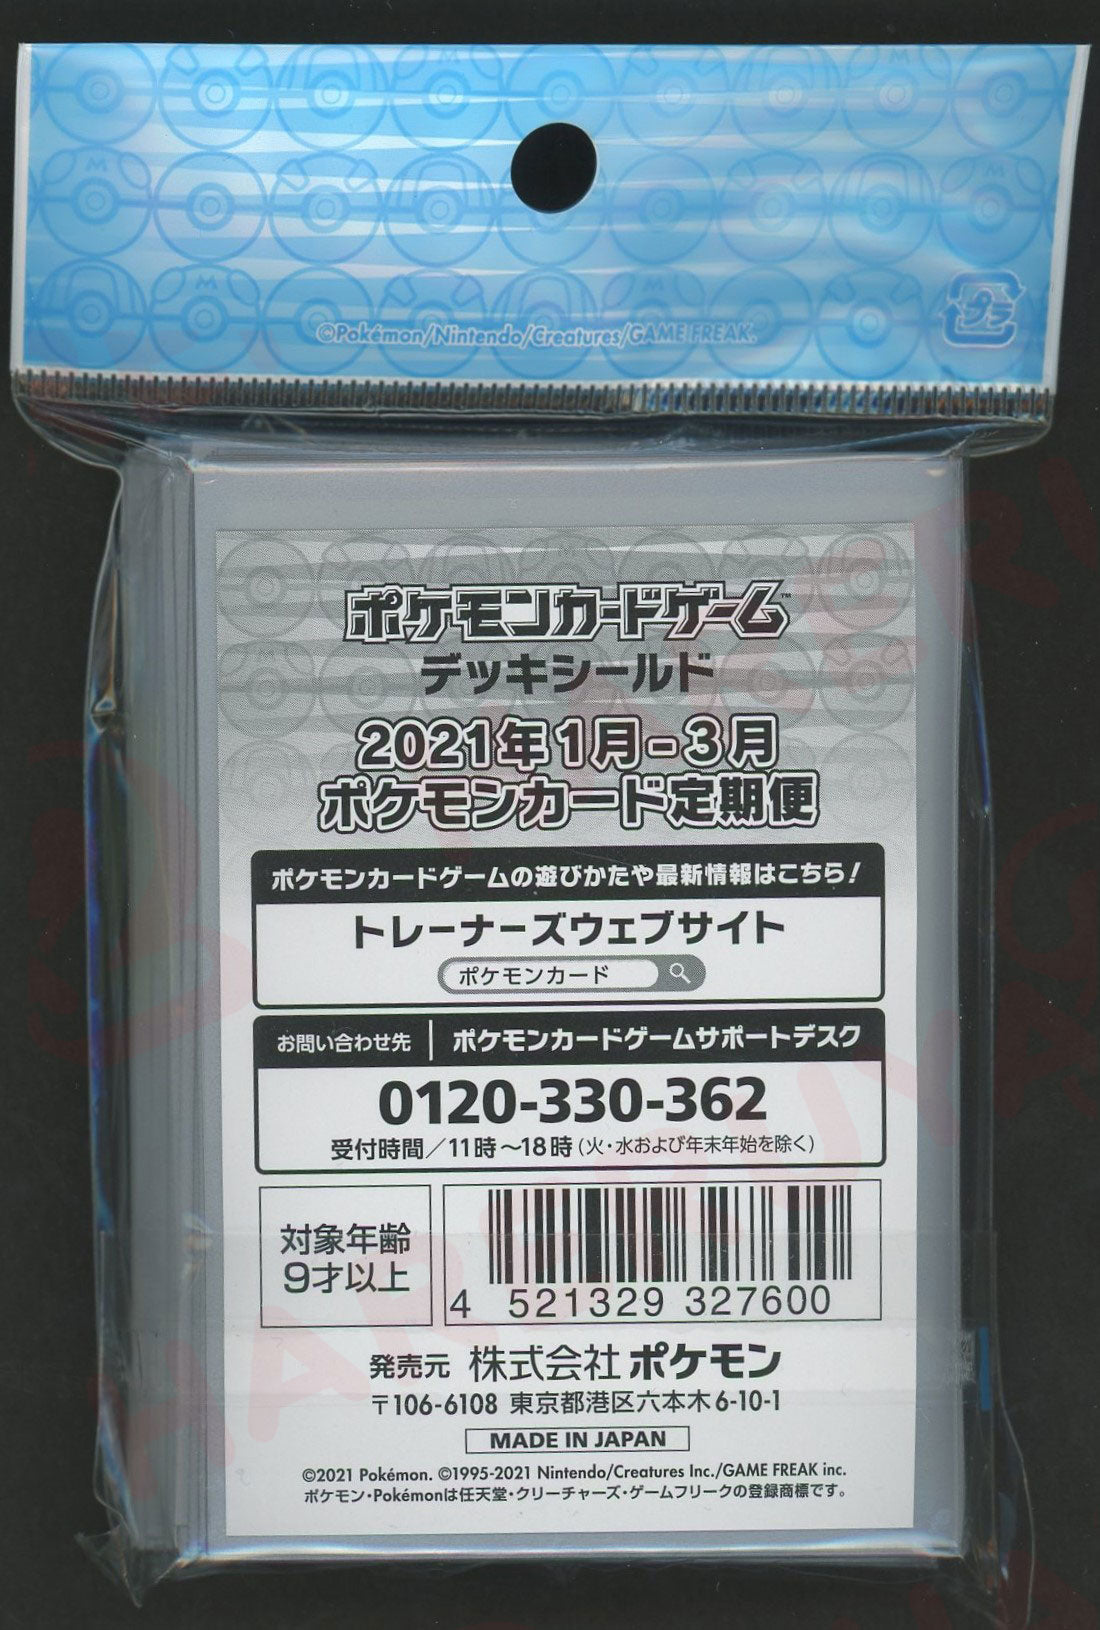 ©Pokémon/Nintendo/Creatures/GAME FREAK.
プラ
ポケモンカードゲーム™
デッキシールド
2021年1月-3月
ポケモンカード定期便
ポケモンカードゲームの遊びかたや最新情報はこちら!
トレーナーズウェブサイト
ポケモンカード
お問い合わせ先 ポケモンカードゲームサポートデスク
0120-330-362
受付時間/11時~18時(火・水および年末年始を除く)
対象年齢
9才以上
4 521329 327600
発売元 株式会社ポケモン
〒106-6108 東京都港区六本木6-10-1
MADE IN JAPAN
©2021 Pokémon. ©1995-2021 Nintendo/Creatures Inc./GAME FREAK inc.
ポケモン・Pokémonは任天堂・クリーチャーズ・ゲームフリークの登録商標です。